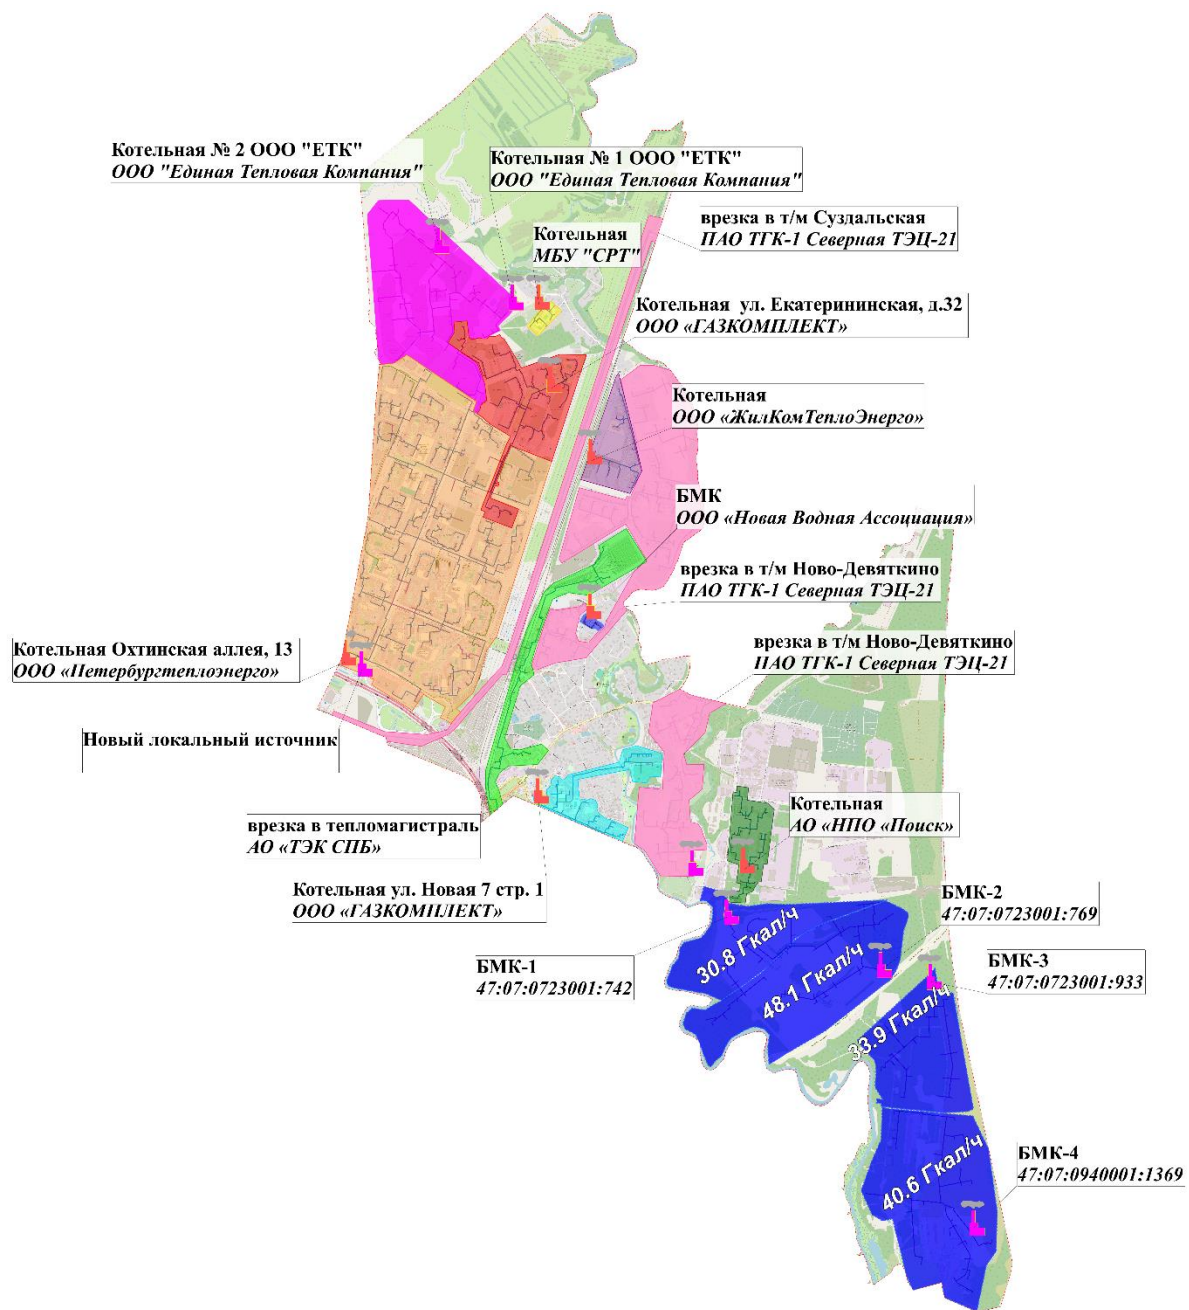 Котельная № 2 ООО "ЕТК"
ООО "Единая Тепловая Компания"
Котельная № 1 ООО "ЕТК"
ООО "Единая Тепловая Компания"
врезка в т/м Суздальская
ПАО ТГК-1 Северная ТЭЦ-21
Котельная
МБУ "СРТ"
Котельная ул. Екатерининская, д.32
ООО «ГАЗКОМПЛЕКТ»
Котельная
ООО «ЖилКомТеплоЭнерго»
БМК
ООО «Новая Водная Ассоциация»
врезка в т/м Ново-Девяткино
ПАО ТГК-1 Северная ТЭЦ-21
врезка в т/м Ново-Девяткино
ПАО ТГК-1 Северная ТЭЦ-21
Котельная Охтинская аллея, 13
ООО «Петербургтеплоэнерго»
Новый локальный источник
врезка в тепломагистраль
АО «ТЭК СПБ»
Котельная
АО «НПО «Поиск»
Котельная ул. Новая 7 стр. 1
ООО «ГАЗКОМПЛЕКТ»
БМК-2
47:07:0723001:769
БМК-1
47:07:0723001:742
БМК-3
47:07:0723001:933
30.8 Гкал/ч
48.1 Гкал/ч
33.9 Гкал/ч
40.6 Гкал/ч
БМК-4
47:07:0940001:1369